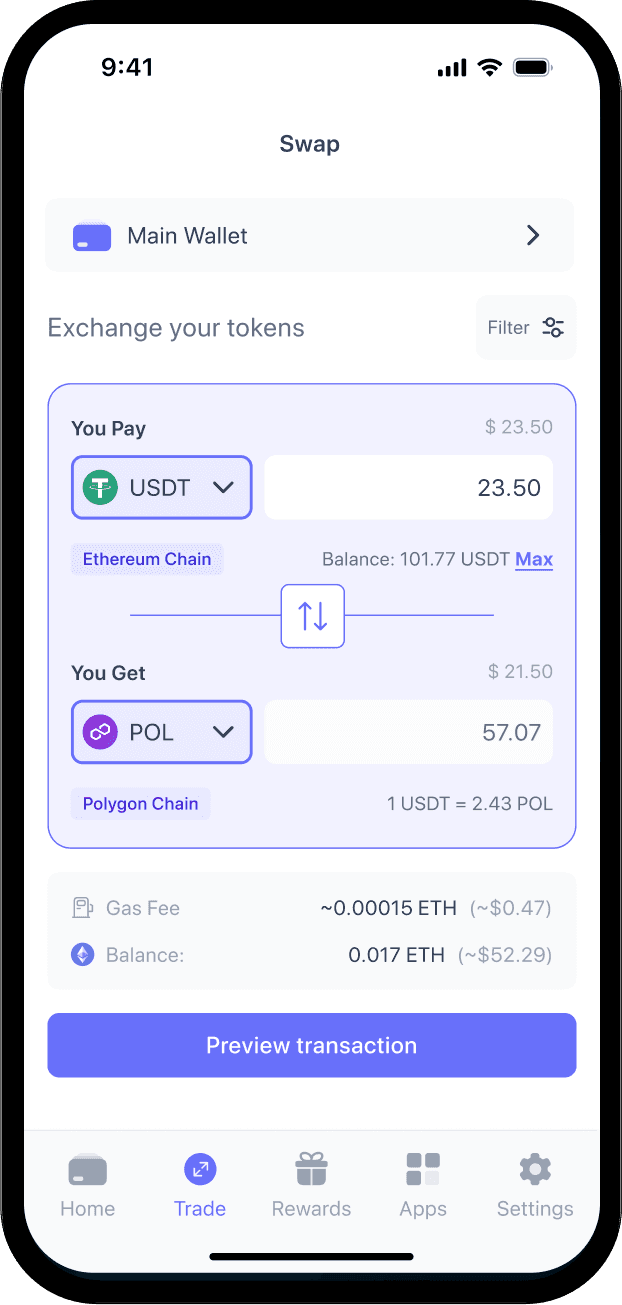 9:41
Swap
Main Wallet
Exchange your tokens
Filter
You Pay
$ 23.50
USDT
23.50
Ethereum Chain
Balance: 101.77 USDT Max
You Get
$ 21.50
POL
57.07
Polygon Chain
1 USDT = 2.43 POL
Gas Fee
~0.00015 ETH (~$0.47)
Balance:
0.017 ETH (~$52.29)
Preview transaction
Home
Trade
Rewards
Apps
Settings